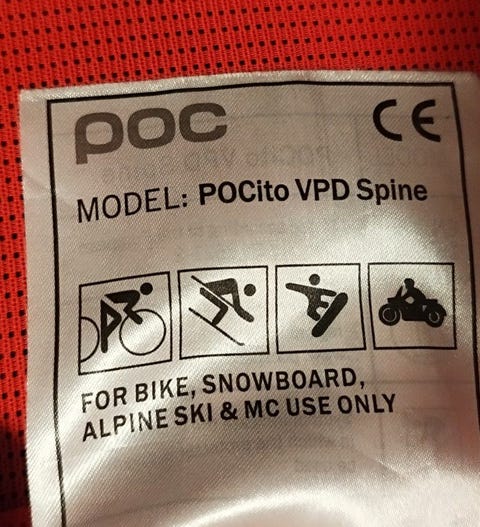 poc CE
MODEL: POCito VPD Spine
FOR BIKE, SNOWBOARD,
ALPINE SKI & MC USE ONLY